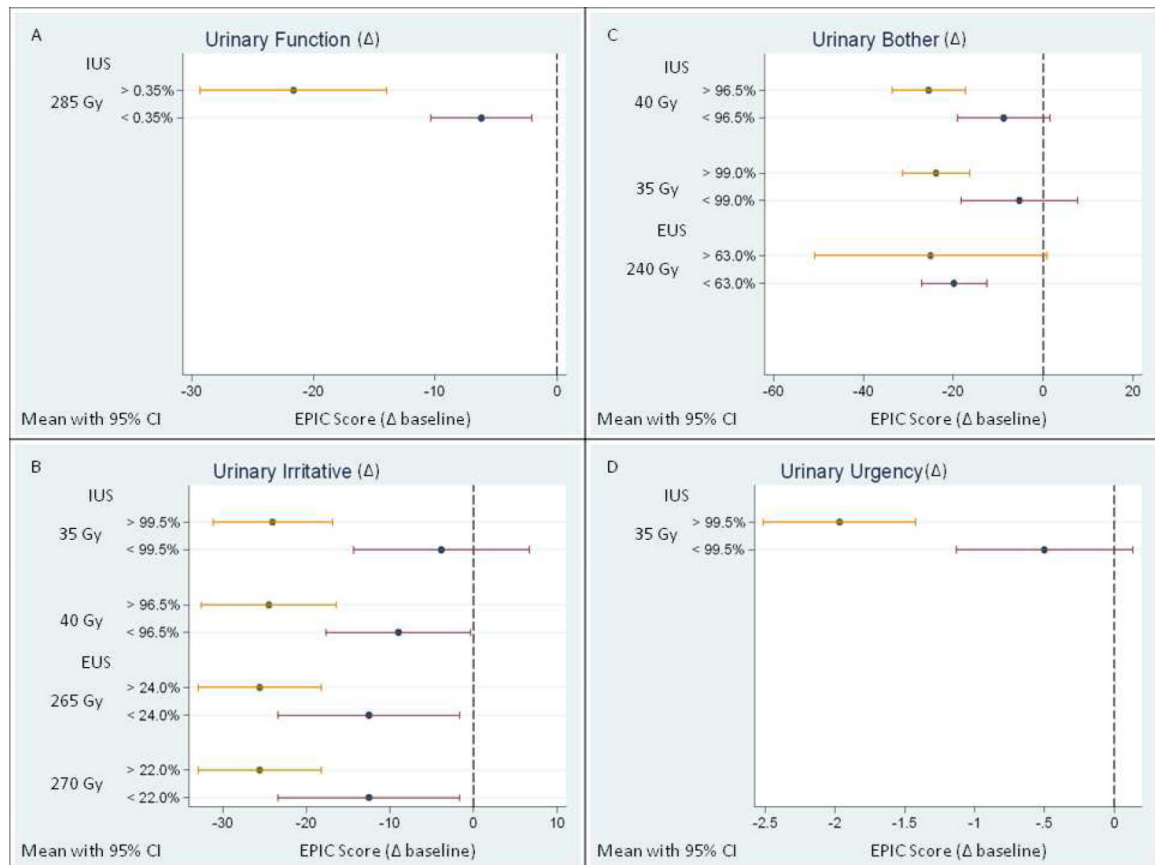 A
Urinary Function (Δ)
IUS
285 Gy
> 0.35%
< 0.35%
-30 -20 -10 0
Mean with 95% CI
EPIC Score (Δ baseline)
C
Urinary Bother (Δ)
IUS
40 Gy
> 96.5%
< 96.5%
35 Gy
> 99.0%
< 99.0%
EUS
240 Gy
> 63.0%
< 63.0%
-60 -40 -20 0 20
Mean with 95% CI
EPIC Score (Δ baseline)
B
Urinary Irritative (Δ)
IUS
35 Gy
> 99.5%
< 99.5%
40 Gy
> 96.5%
< 96.5%
EUS
265 Gy
> 24.0%
< 24.0%
270 Gy
> 22.0%
< 22.0%
-30 -20 -10 0 10
Mean with 95% CI
EPIC Score (Δ baseline)
D
Urinary Urgency (Δ)
IUS
35 Gy
> 99.5%
< 99.5%
-2.5 -2 -1.5 -1 -.5 0
Mean with 95% CI
EPIC Score (Δ baseline)